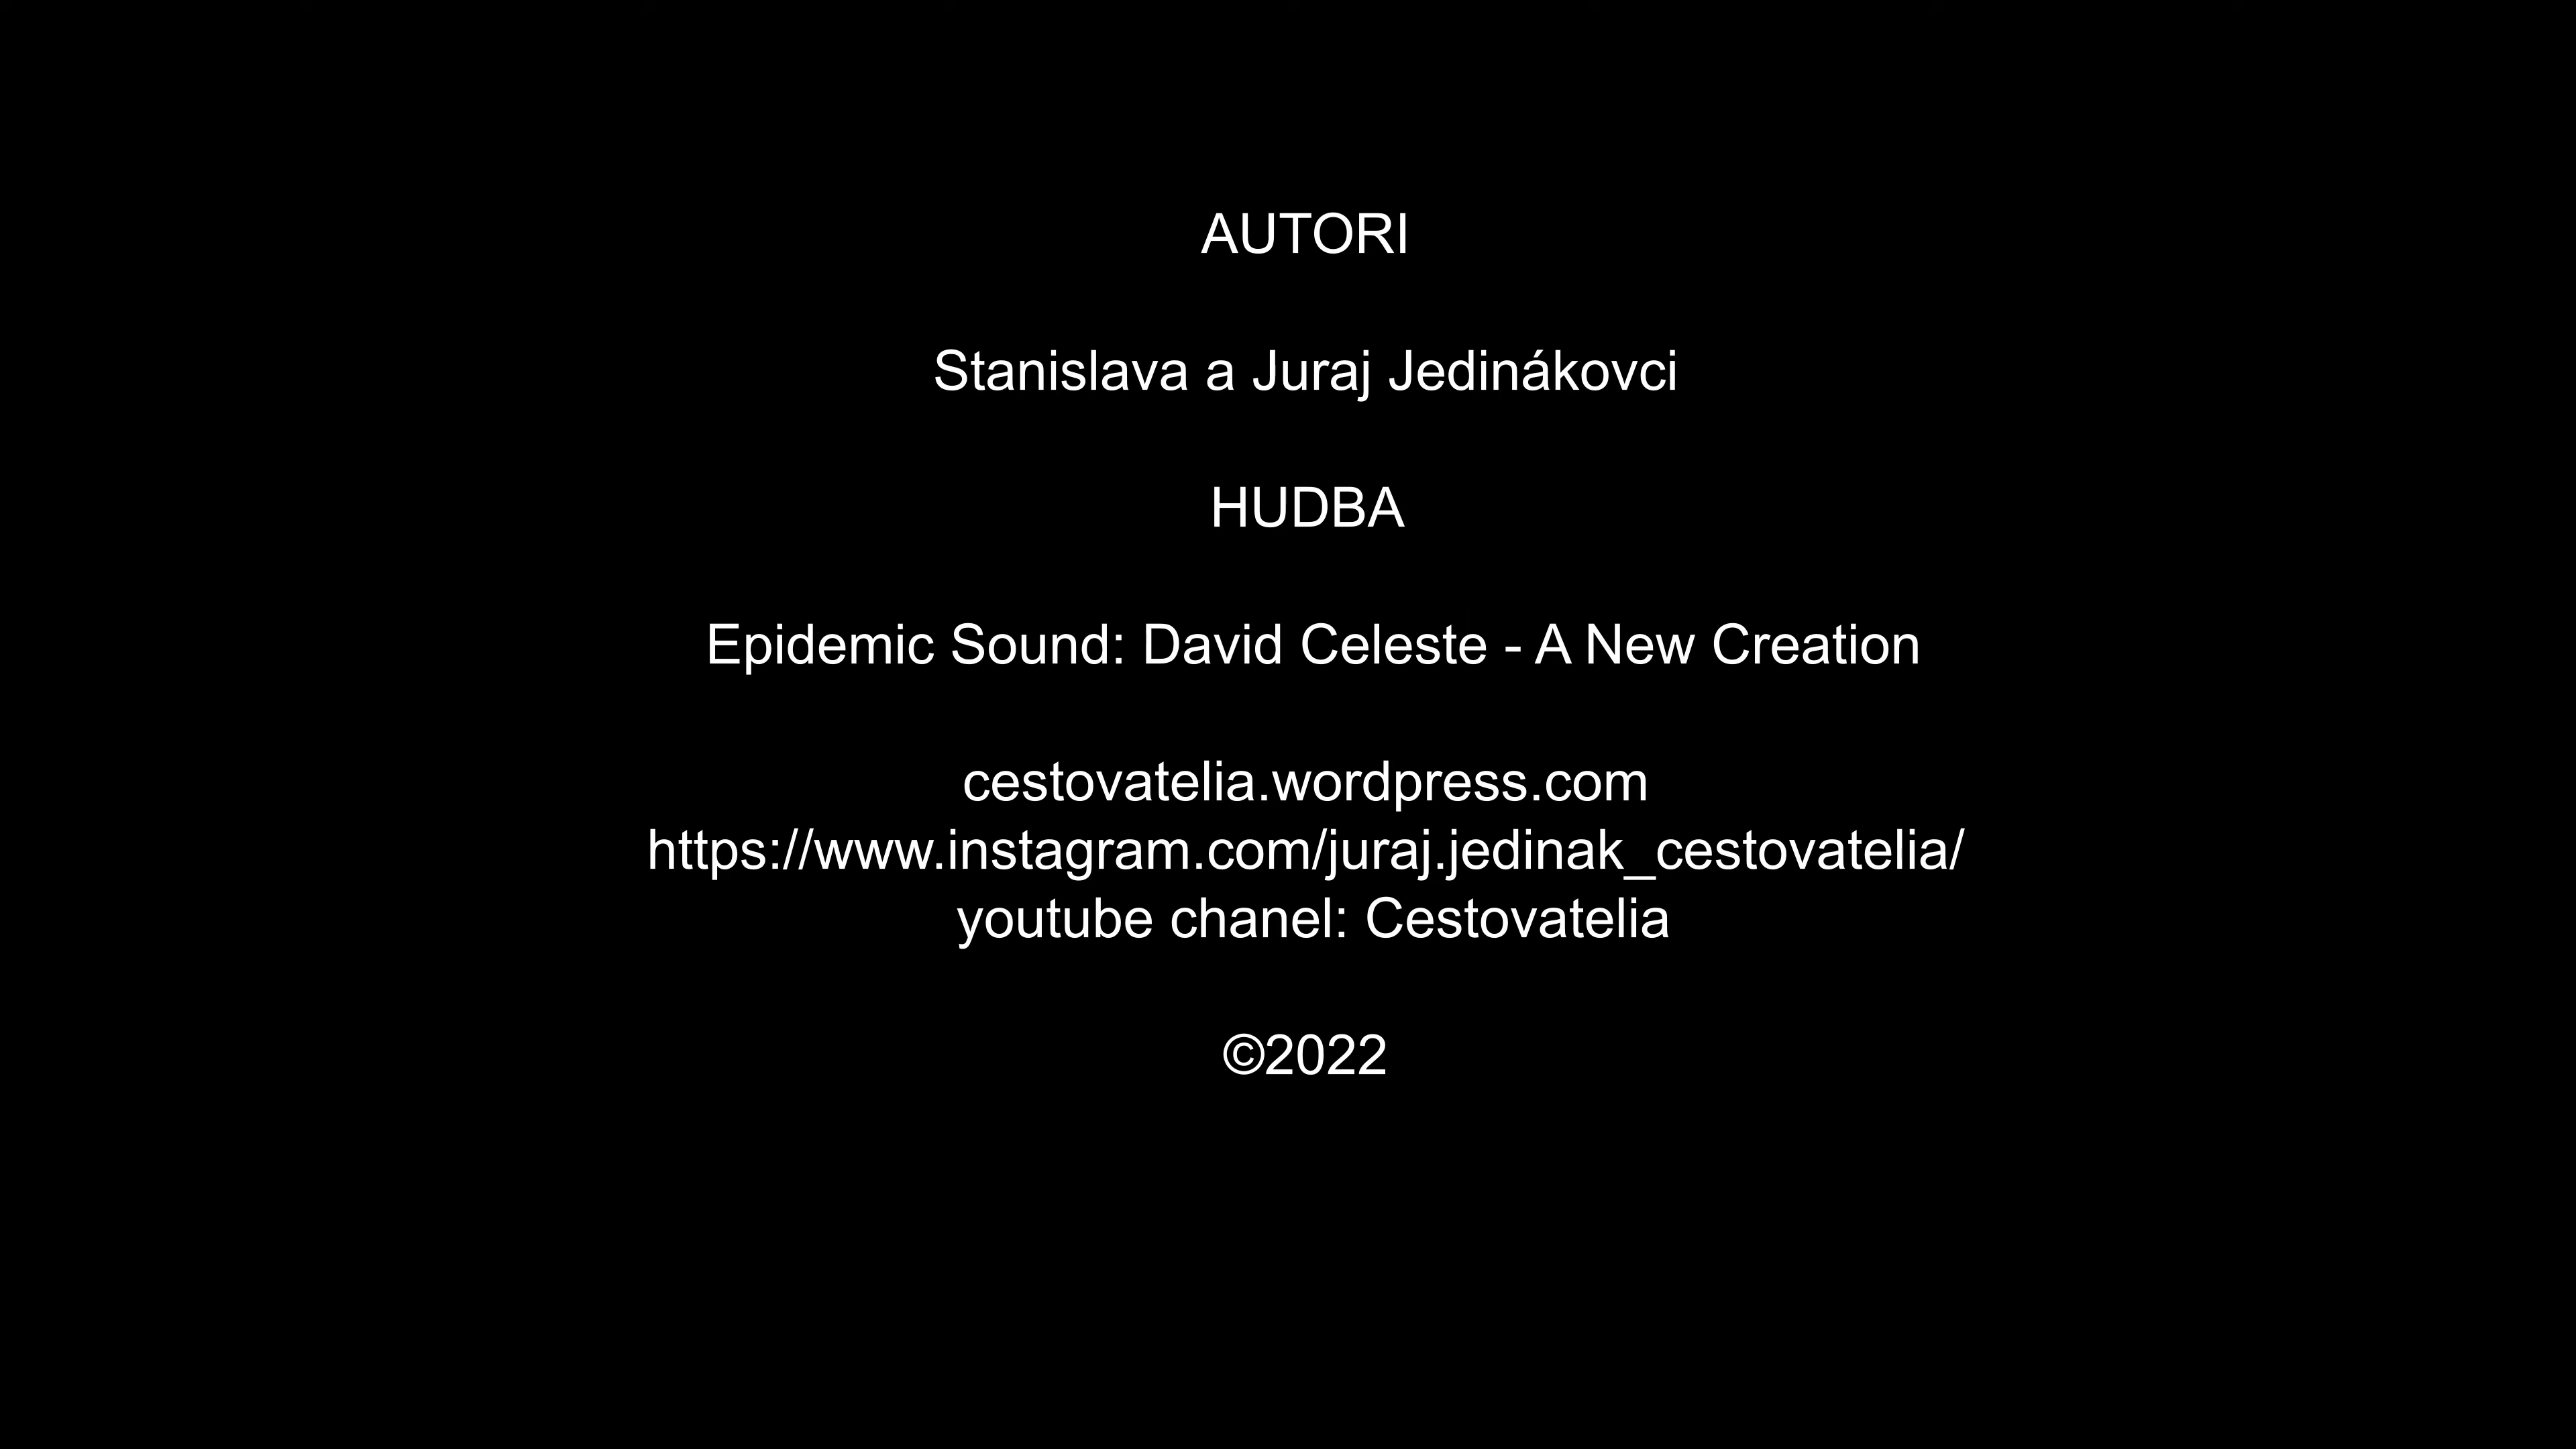 AUTORI
Stanislava a Juraj Jedinákovci
HUDBA
Epidemic Sound: David Celeste - A New Creation
cestovatelia.wordpress.com
https://www.instagram.com/juraj.jedinak_cestovatelia/
youtube chanel: Cestovatelia
©2022